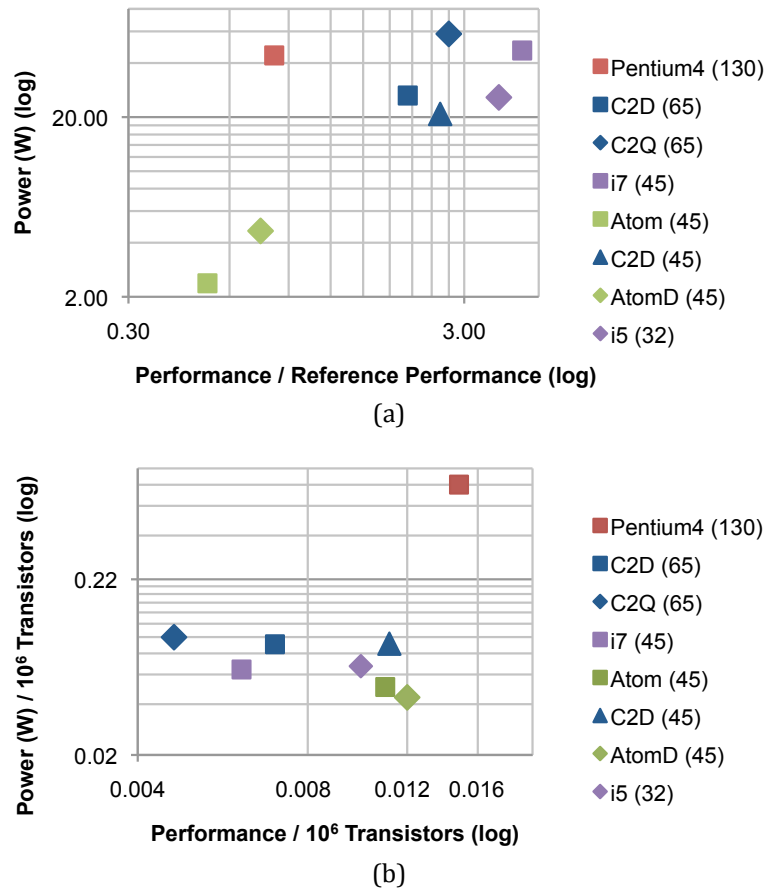 Power (W) (log)
20.00
2.00
0.30
3.00
Performance / Reference Performance (log)
Pentium4 (130)
C2D (65)
C2Q (65)
i7 (45)
Atom (45)
C2D (45)
AtomD (45)
i5 (32)
(a)
Power (W) / 10⁶ Transistors (log)
0.22
0.02
0.004
0.008
0.012
0.016
Performance / 10⁶ Transistors (log)
Pentium4 (130)
C2D (65)
C2Q (65)
i7 (45)
Atom (45)
C2D (45)
AtomD (45)
i5 (32)
(b)